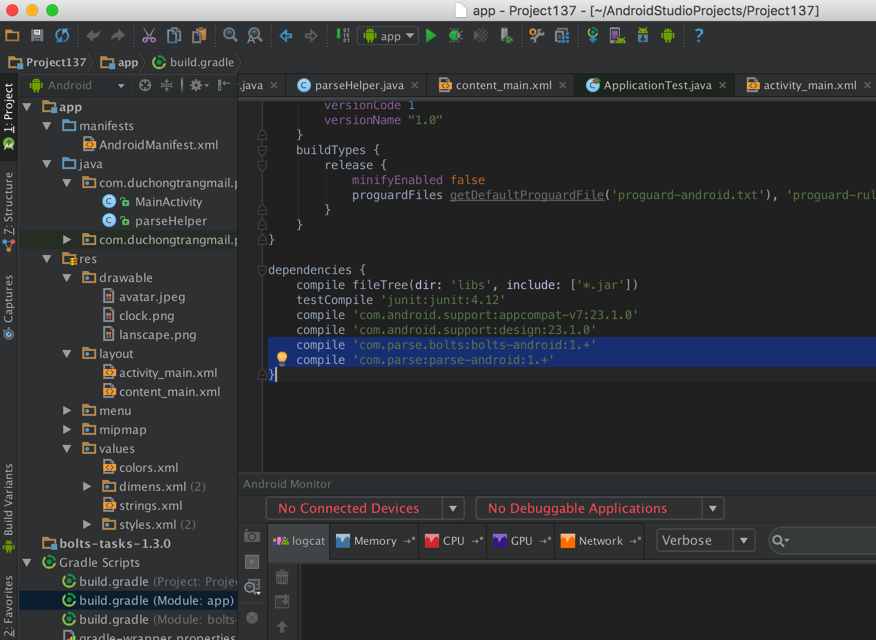 app - Project137 - [~/AndroidStudioProjects/Project137]
app
Project137
app
build.gradle
Android
.java
parseHelper.java
content_main.xml
ApplicationTest.java
activity_main.xml
1: Project
Z: Structure
Captures
Build Variants
2: Favorites
app
manifests
AndroidManifest.xml
java
com.duchongtrangmail.p
MainActivity
parseHelper
com.duchongtrangmail.p
res
drawable
avatar.jpeg
clock.png
lanscape.png
layout
activity_main.xml
content_main.xml
menu
mipmap
values
colors.xml
dimens.xml (2)
strings.xml
styles.xml (2)
bolts-tasks-1.3.0
Gradle Scripts
build.gradle (Project: Proje
build.gradle (Module: app)
build.gradle (Module: bolts
gradle-wrapper.properties
versionCode 1
versionName "1.0"
}
buildTypes {
release {
minifyEnabled false
proguardFiles getDefaultProguardFile('proguard-android.txt'), 'proguard-rul
}
}
}
dependencies {
compile fileTree(dir: 'libs', include: ['*.jar'])
testCompile 'junit:junit:4.12'
compile 'com.android.support:appcompat-v7:23.1.0'
compile 'com.android.support:design:23.1.0'
compile 'com.parse.bolts:bolts-android:1.+'
compile 'com.parse:parse-android:1.+'
}
Android Monitor
No Connected Devices
No Debuggable Applications
logcat
Memory
CPU
GPU
Network
Verbose